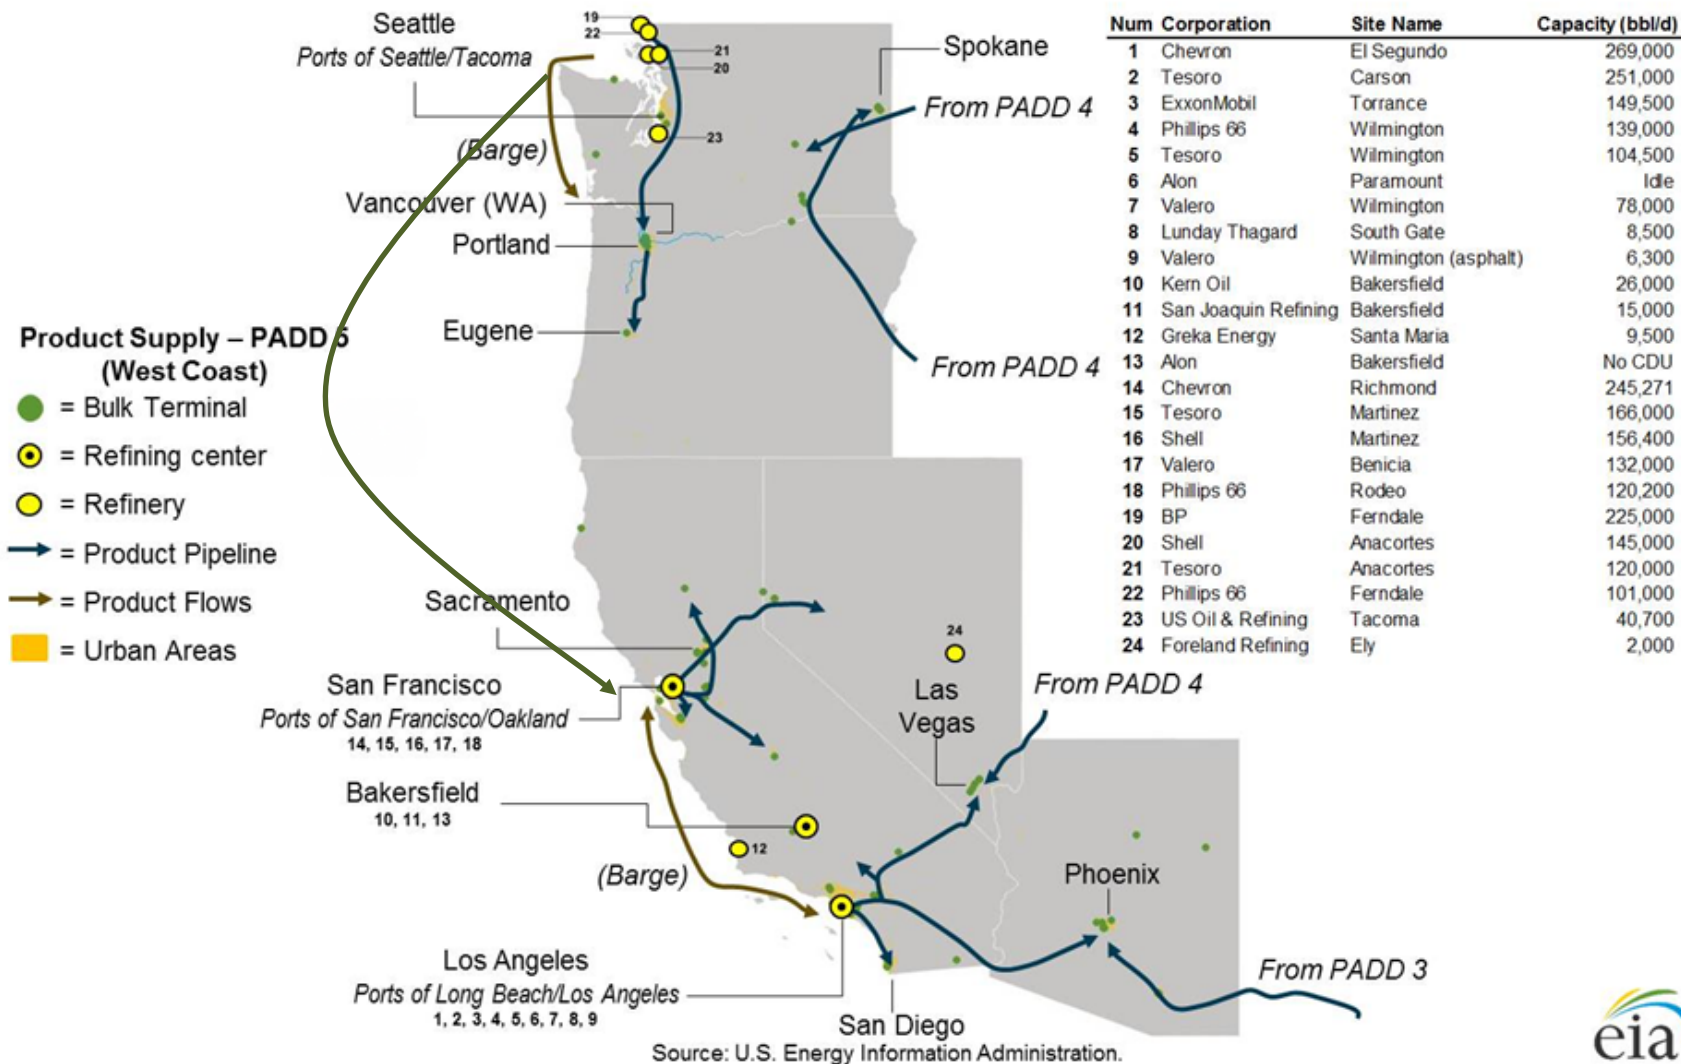 Seattle
Ports of Seattle/Tacoma
(Barge)
Vancouver (WA)
Portland
Eugene
19
22
21
20
23
Spokane
From PADD 4
From PADD 4
Product Supply – PADD 5
(West Coast)
= Bulk Terminal
= Refining center
= Refinery
= Product Pipeline
= Product Flows
= Urban Areas
Sacramento
San Francisco
Ports of San Francisco/Oakland
14, 15, 16, 17, 18
Bakersfield
10, 11, 13
12
(Barge)
Los Angeles
Ports of Long Beach/Los Angeles
1, 2, 3, 4, 5, 6, 7, 8, 9
San Diego
24
Las
Vegas
From PADD 4
Phoenix
From PADD 3
Num Corporation Site Name Capacity (bbl/d)
1 Chevron El Segundo 269,000
2 Tesoro Carson 251,000
3 ExxonMobil Torrance 149,500
4 Phillips 66 Wilmington 139,000
5 Tesoro Wilmington 104,500
6 Alon Paramount Idle
7 Valero Wilmington 78,000
8 Lunday Thagard South Gate 8,500
9 Valero Wilmington (asphalt) 6,300
10 Kern Oil Bakersfield 26,000
11 San Joaquin Refining Bakersfield 15,000
12 Greka Energy Santa Maria 9,500
13 Alon Bakersfield No CDU
14 Chevron Richmond 245,271
15 Tesoro Martinez 166,000
16 Shell Martinez 156,400
17 Valero Benicia 132,000
18 Phillips 66 Rodeo 120,200
19 BP Ferndale 225,000
20 Shell Anacortes 145,000
21 Tesoro Anacortes 120,000
22 Phillips 66 Ferndale 101,000
23 US Oil & Refining Tacoma 40,700
24 Foreland Refining Ely 2,000
Source: U.S. Energy Information Administration.
eia